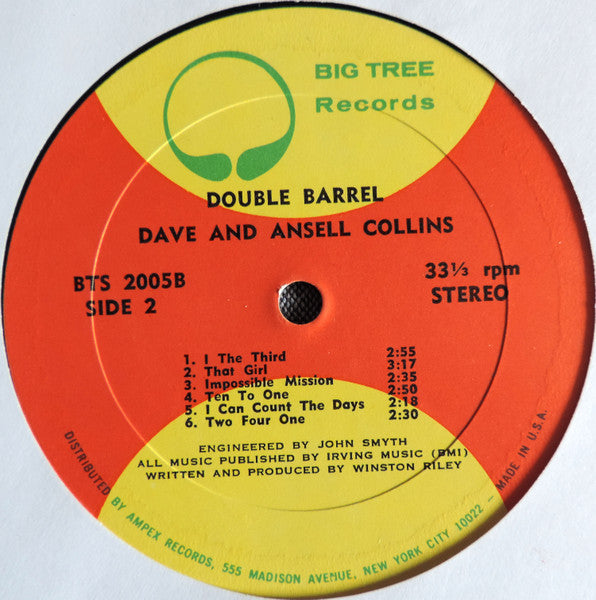 BIG TREE
Records
DOUBLE BARREL
DAVE AND ANSELL COLLINS
BTS 2005B
SIDE 2
33⅓ rpm
STEREO
1. I The Third 2:55
2. That Girl 3:17
3. Impossible Mission 2:35
4. Ten To One 2:50
5. I Can Count The Days 2:18
6. Two Four One 2:30
ENGINEERED BY JOHN SMYTH
ALL MUSIC PUBLISHED BY IRVING MUSIC (BMI)
WRITTEN AND PRODUCED BY WINSTON RILEY
DISTRIBUTED BY AMPEX RECORDS, 555 MADISON AVENUE, NEW YORK CITY 10022 – MADE IN U.S.A.